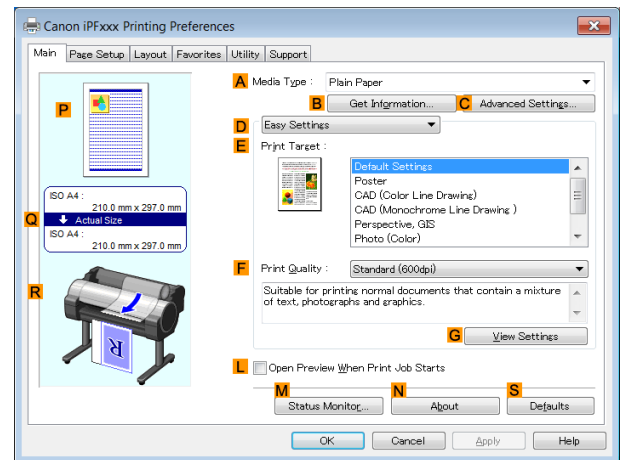 Canon iPFxxx Printing Preferences
Main Page Setup Layout Favorites Utility Support
A Media Type : Plain Paper
B Get Information... C Advanced Settings...
P
D Easy Settings
E Print Target :
Default Settings
Poster
CAD (Color Line Drawing)
CAD (Monochrome Line Drawing )
Perspective, GIS
Photo (Color)
ISO A4 :
210.0 mm x 297.0 mm
Q Actual Size
ISO A4 :
210.0 mm x 297.0 mm
F Print Quality : Standard (600dpi)
Suitable for printing normal documents that contain a mixture
of text, photographs and graphics.
R
R
G View Settings
L Open Preview When Print Job Starts
M N S
Status Monitor... About Defaults
OK Cancel Apply Help